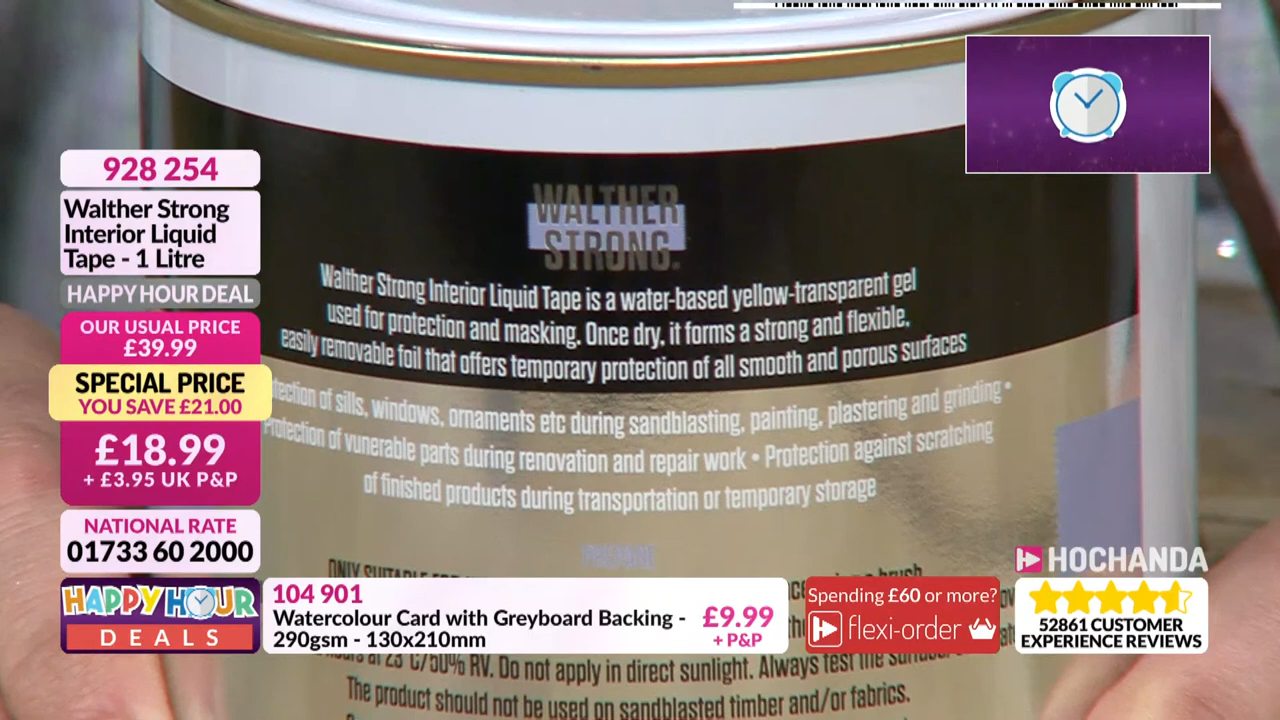 928 254
Walther Strong
Interior Liquid
Tape - 1 Litre
HAPPY HOUR DEAL
OUR USUAL PRICE
£39.99
SPECIAL PRICE
YOU SAVE £21.00
£18.99
+ £3.95 UK P&P
NATIONAL RATE
01733 60 2000
HAPPY HOUR
DEALS
WALTHER
STRONG.
Walther Strong Interior Liquid Tape is a water-based yellow-transparent gel
used for protection and masking. Once dry, it forms a strong and flexible,
easily removable foil that offers temporary protection of all smooth and porous surfaces
of sills, windows, ornaments etc during sandblasting, painting, plastering and grinding •
Protection of vunerable parts during renovation and repair work • Protection against scratching
of finished products during transportation or temporary storage
ONLY SUITABLE
brush
at 23°C/50% RV. Do not apply in direct sunlight. Always test the
The product should not be used on sandblasted timber and/or fabrics.
104 901
Watercolour Card with Greyboard Backing -
290gsm - 130x210mm
£9.99
+ P&P
Spending £60 or more?
flexi-order
HOCHANDA
52861 CUSTOMER
EXPERIENCE REVIEWS